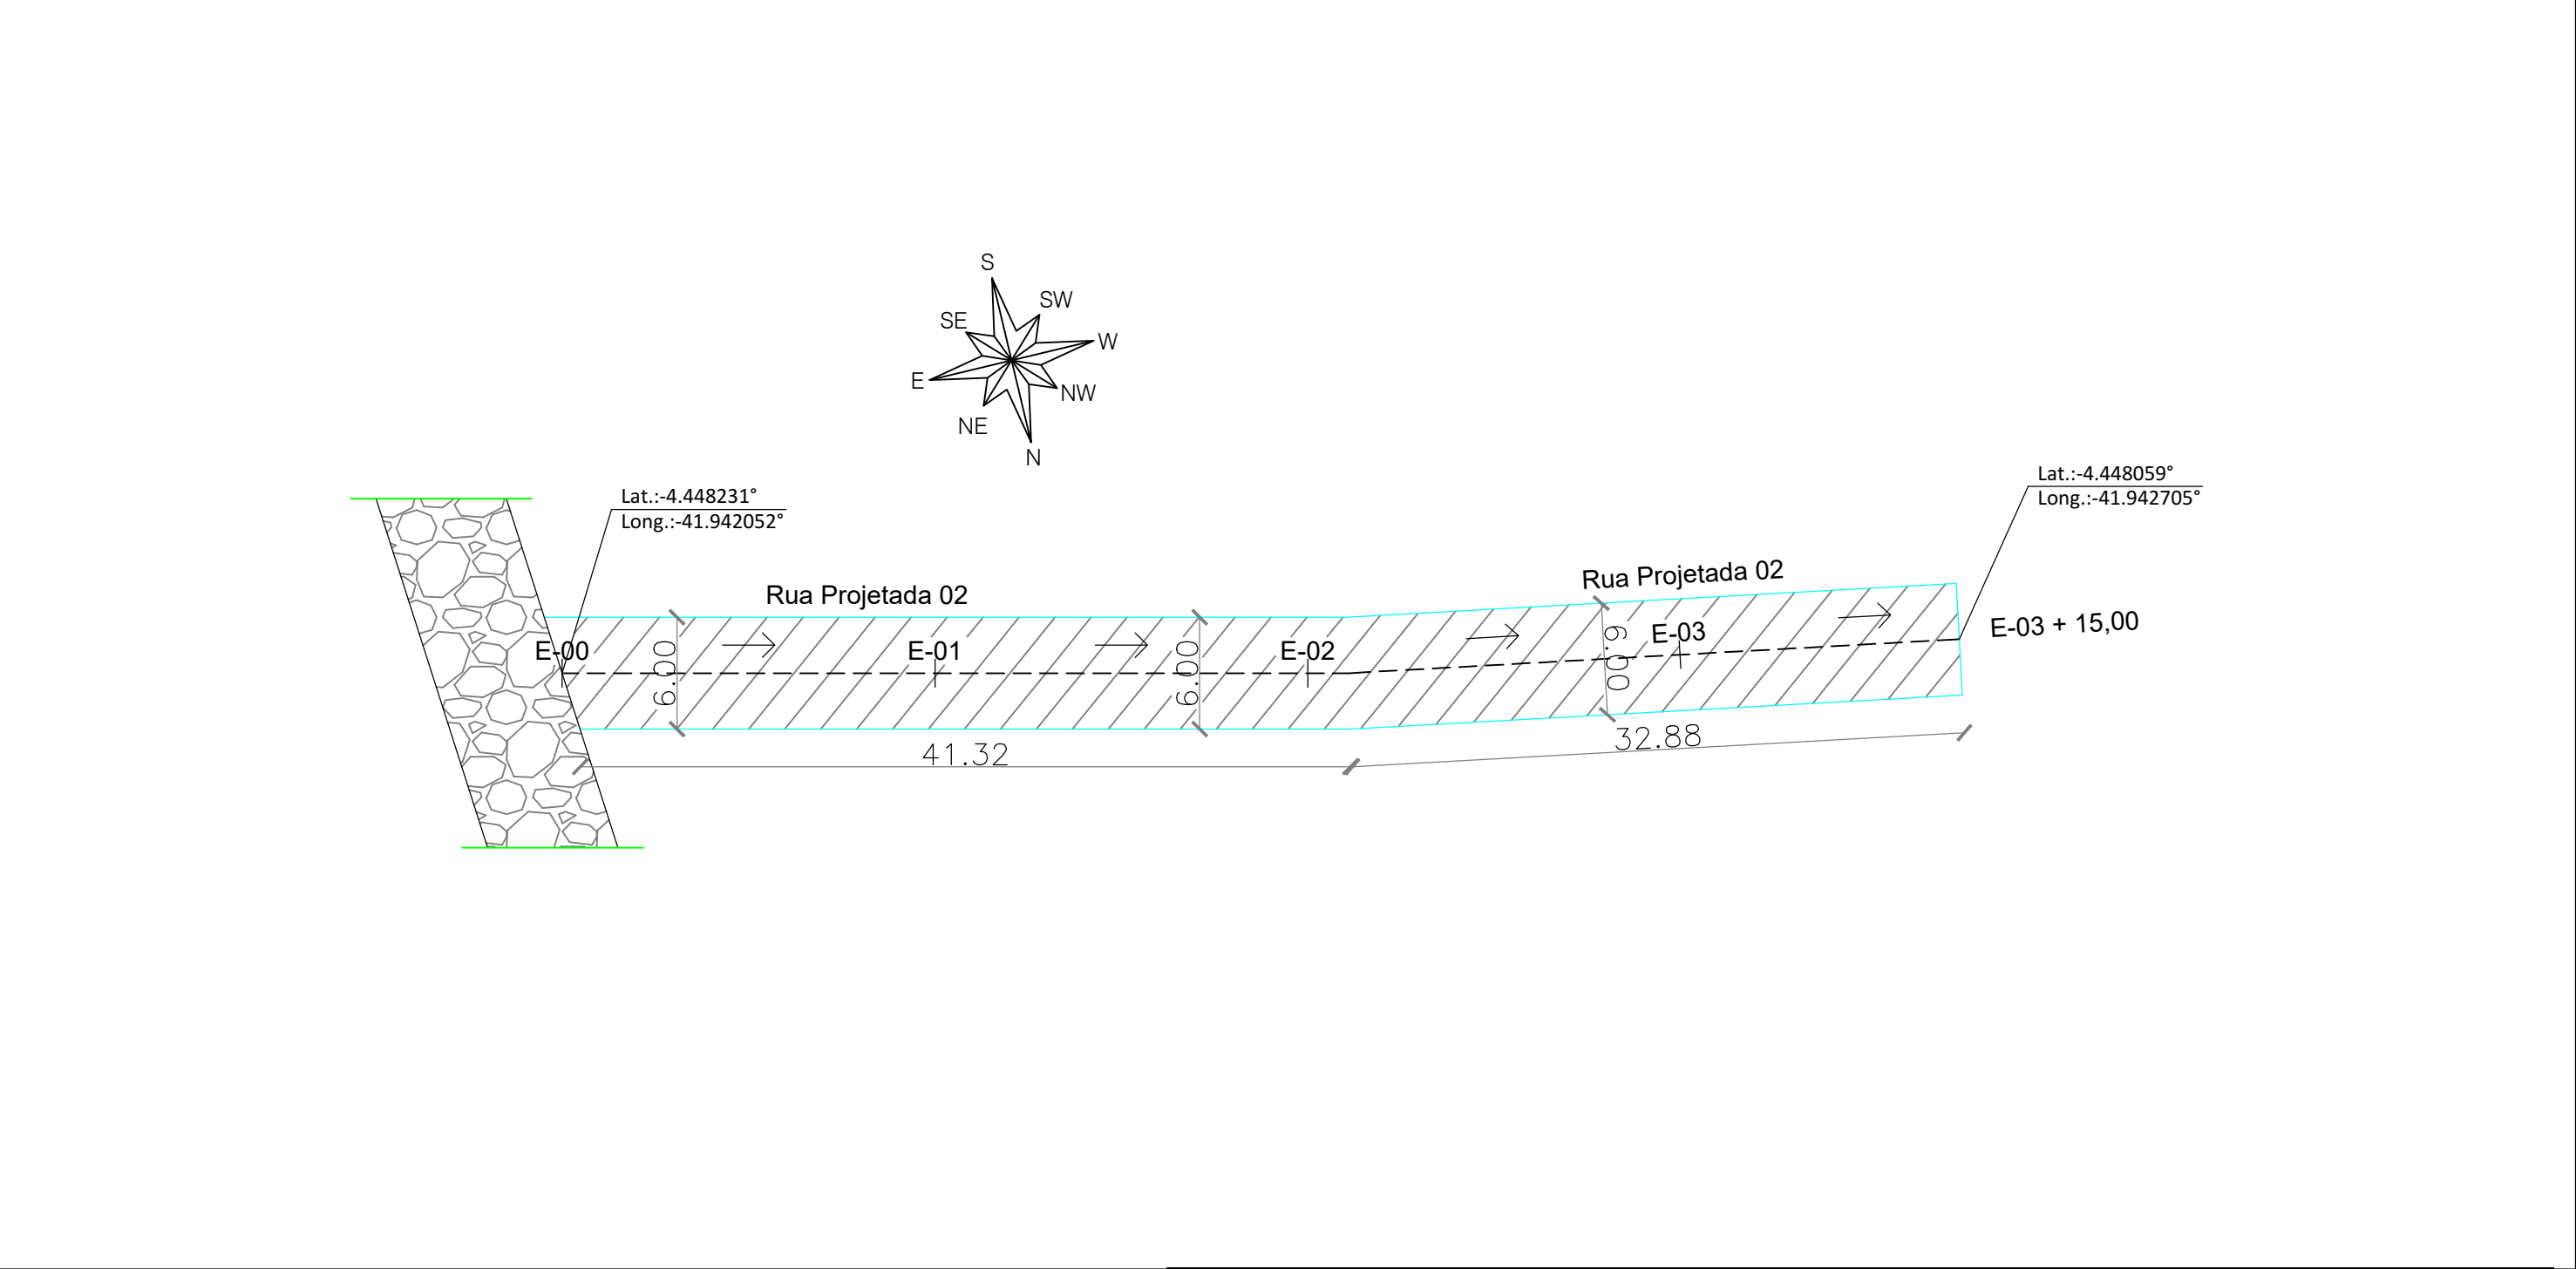 S
SW
SE
W
E
NW
NE
N
Lat.:-4.448059°
Long.:-41.942705°
Lat.:-4.448231°
Long.:-41.942052°
Rua Projetada 02
Rua Projetada 02
E-00
6.00
E-01
6.00
E-02
6.00
E-03
E-03 + 15,00
41.32
32.88